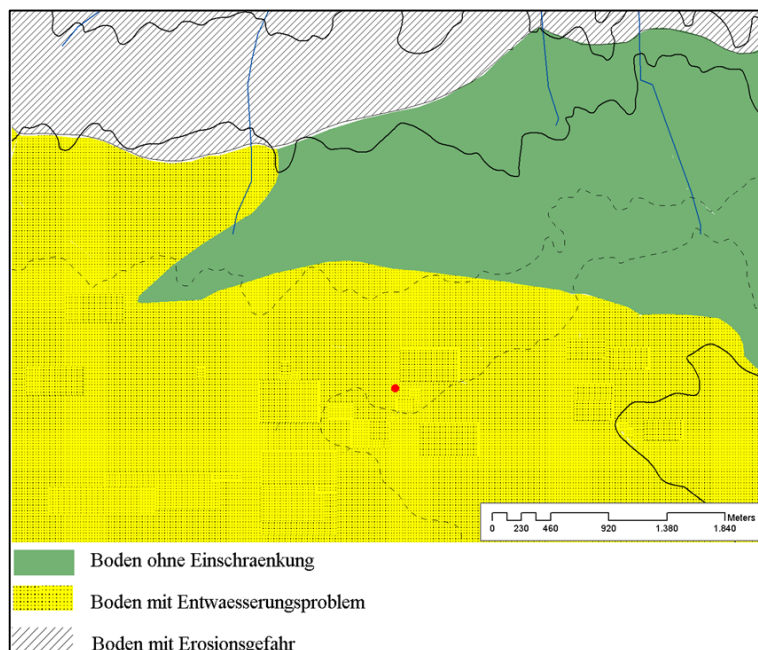 Meters
0 230 460 920 1.380 1.840
Boden ohne Einschraenkung
Boden mit Entwaesserungsproblem
Boden mit Erosionsgefahr